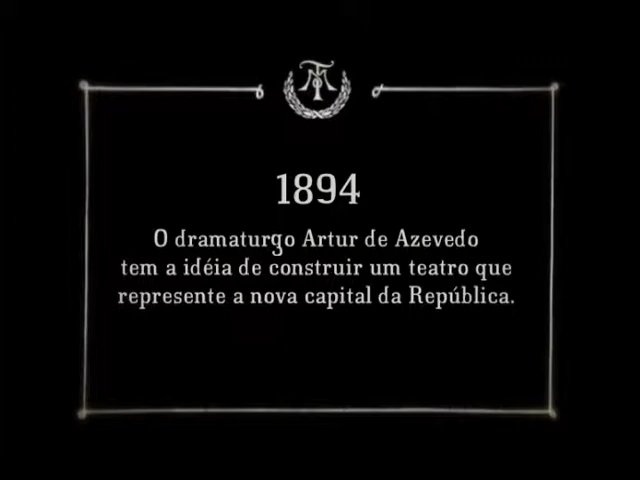 1894
O dramaturgo Artur de Azevedo
tem a idéia de construir um teatro que
represente a nova capital da República.